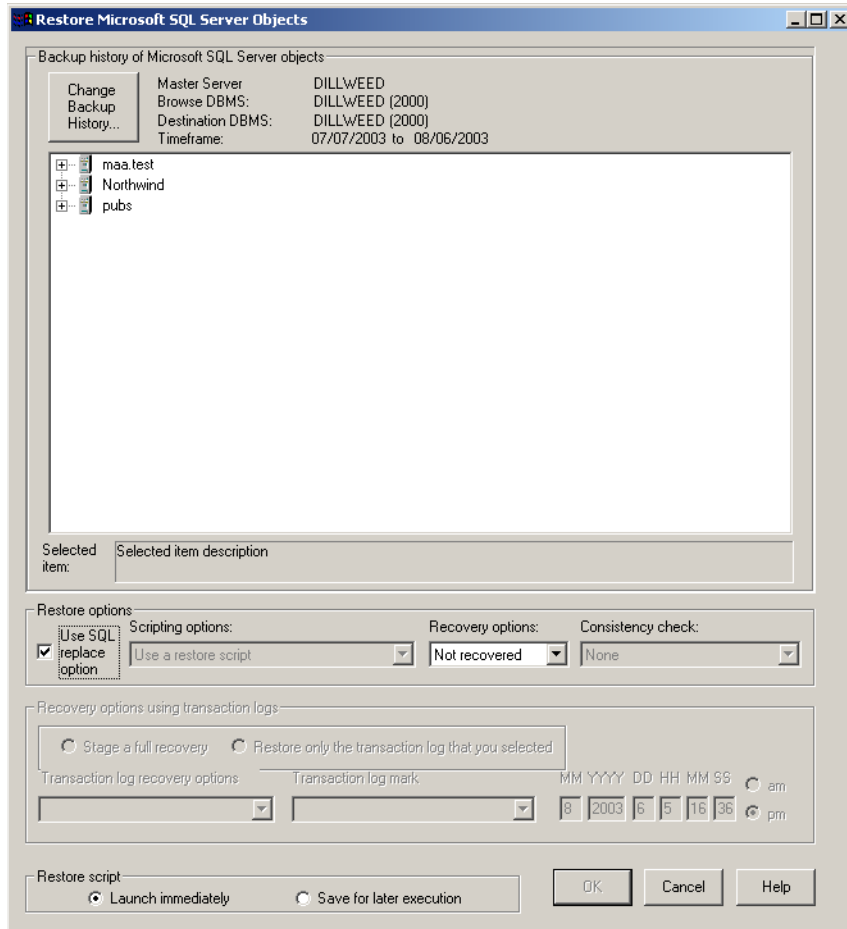 Restore Microsoft SQL Server Objects
Backup history of Microsoft SQL Server objects
Change Backup History...
Master Server DILLWEED
Browse DBMS: DILLWEED (2000)
Destination DBMS: DILLWEED (2000)
Timeframe: 07/07/2003 to 08/06/2003
maa.test
Northwind
pubs
Selected item: Selected item description
Restore options
Use SQL replace option
Scripting options: Recovery options: Consistency check:
Use a restore script Not recovered None
Recovery options using transaction logs
Stage a full recovery Restore only the transaction log that you selected
Transaction log recovery options Transaction log mark MM YYYY DD HH MM SS am
8 2003 6 5 16 36 pm
Restore script
Launch immediately Save for later execution
OK Cancel Help